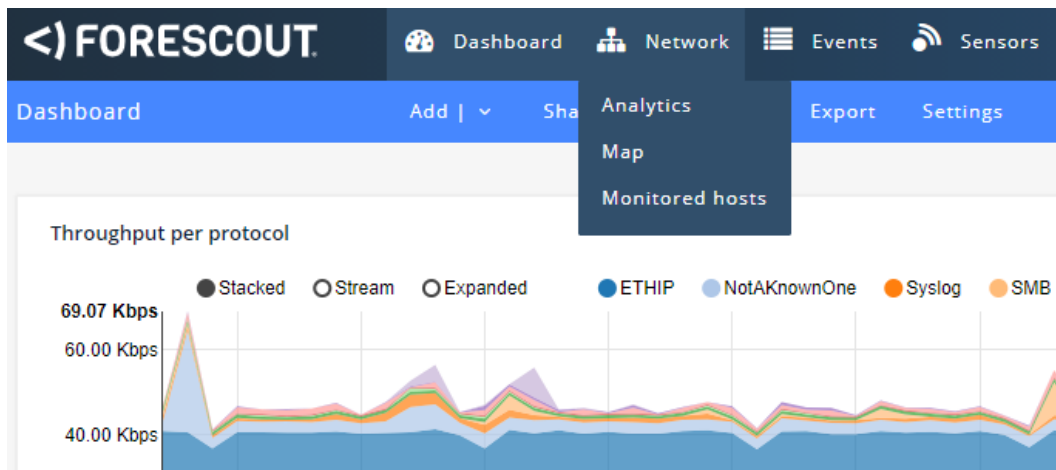 FORESCOUT. Dashboard Network Events Sensors
Dashboard Add | Sha Export Settings
Analytics
Map
Monitored hosts
Throughput per protocol
Stacked Stream Expanded ETHIP NotAKnownOne Syslog SMB
69.07 Kbps
60.00 Kbps
40.00 Kbps